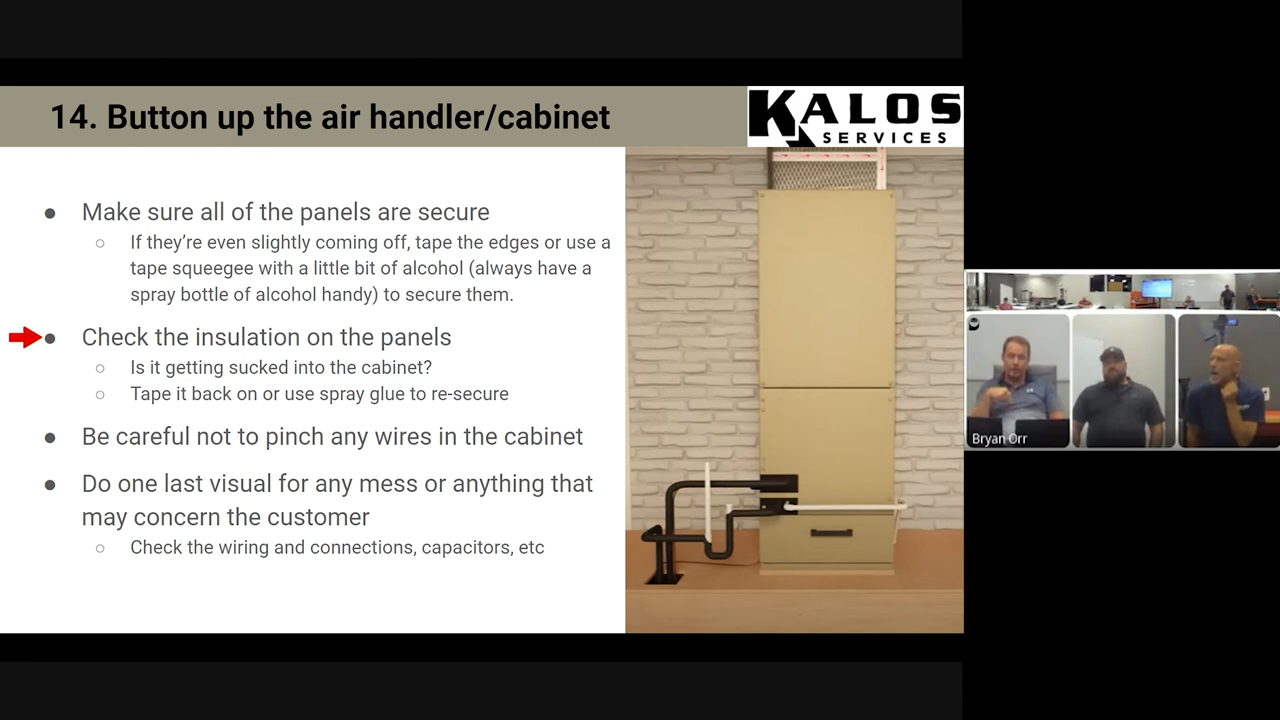 14. Button up the air handler/cabinet
KALOS
SERVICES
● Make sure all of the panels are secure
○ If they’re even slightly coming off, tape the edges or use a
tape squeegee with a little bit of alcohol (always have a
spray bottle of alcohol handy) to secure them.
● Check the insulation on the panels
○ Is it getting sucked into the cabinet?
○ Tape it back on or use spray glue to re-secure
● Be careful not to pinch any wires in the cabinet
● Do one last visual for any mess or anything that
may concern the customer
○ Check the wiring and connections, capacitors, etc
Bryan Orr